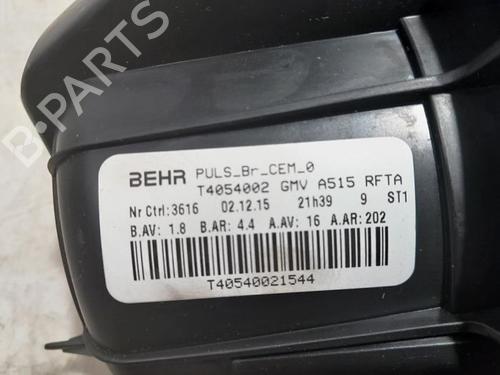 B-PARTS
BEHR PULS_Br_CEM_0
T4054002 GMV A515 RFTA
Nr Ctrl:3616 02.12.15 21h39 9 ST1
B.AV: 1.8 B.AR: 4.4 A.AV: 16 A.AR: 202
T40540021544